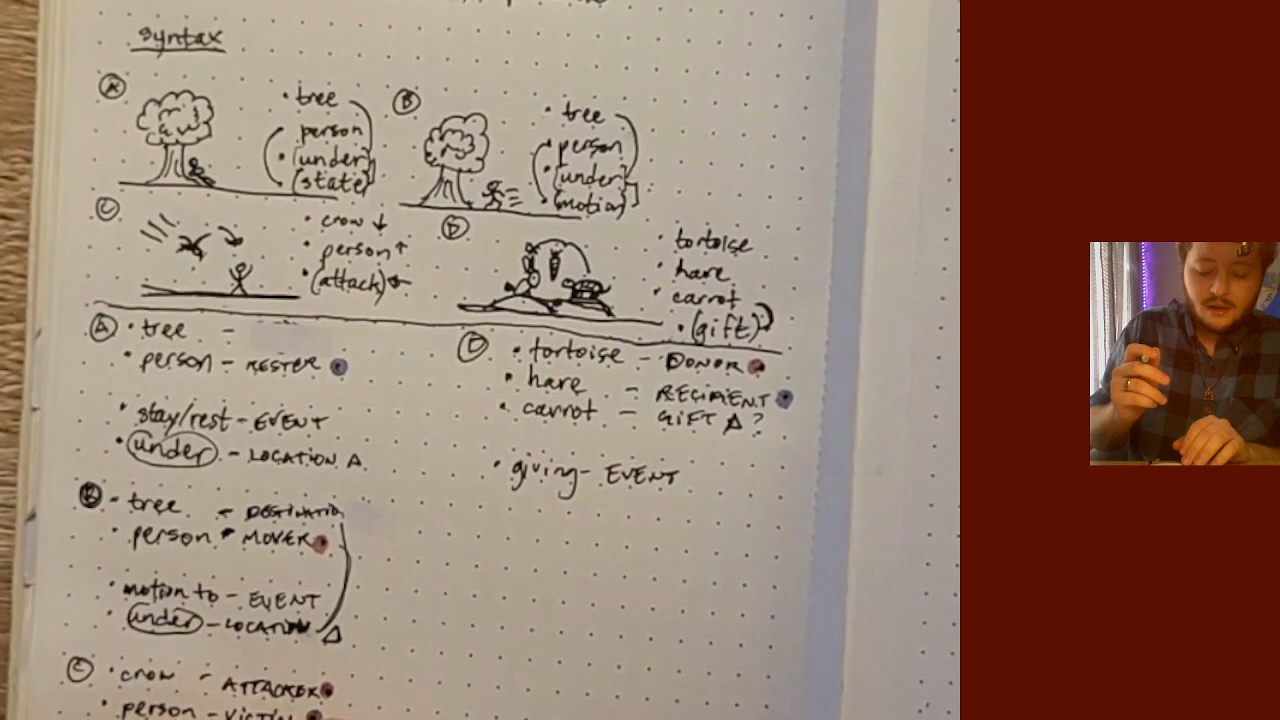 syntax
A
• tree
person
• (under)
(state)
B
• tree
• person
• (under)
• (motion)
C
• crow ↓
• person ↑
• (attack) ←
D
• tortoise
• hare
• carrot
• (gift)
A • tree –
• person – RESTER
• stay/rest – EVENT
• under – LOCATION Δ
B • tree – DESTINATION
• person – MOVER
• motion to – EVENT
• under – LOCATION Δ
C • crow – ATTACKER
• person – VICTIM
D • tortoise – DONOR
• hare – RECIPIENT
• carrot – GIFT Δ?
• giving – EVENT